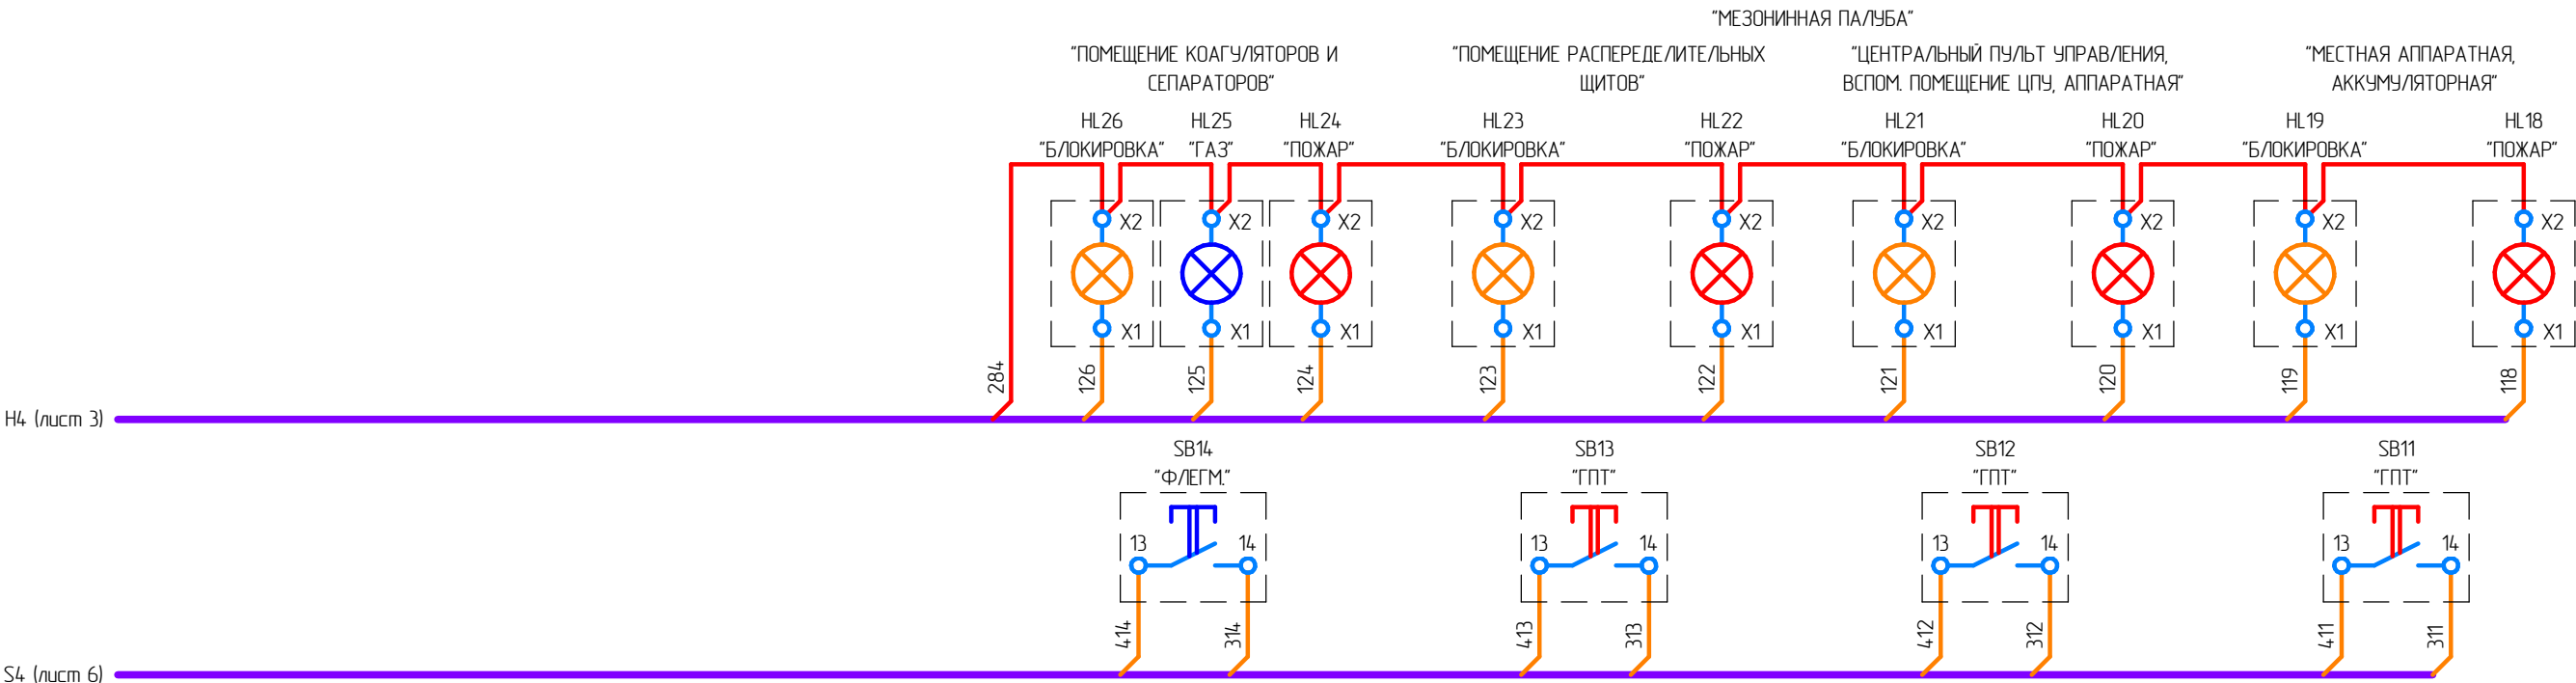 "МЕЗОНИННАЯ ПАЛУБА"
"ПОМЕЩЕНИЕ КОАГУЛЯТОРОВ И
СЕПАРАТОРОВ"
"ПОМЕЩЕНИЕ РАСПЕРЕДЕЛИТЕЛЬНЫХ
ЩИТОВ"
"ЦЕНТРАЛЬНЫЙ ПУЛЬТ УПРАВЛЕНИЯ,
ВСПОМ. ПОМЕЩЕНИЕ ЦПУ, АППАРАТНАЯ"
"МЕСТНАЯ АППАРАТНАЯ,
АККУМУЛЯТОРНАЯ"
HL26 HL25 HL24 HL23 HL22 HL21 HL20 HL19 HL18
"БЛОКИРОВКА" "ГАЗ" "ПОЖАР" "БЛОКИРОВКА" "ПОЖАР" "БЛОКИРОВКА" "ПОЖАР" "БЛОКИРОВКА" "ПОЖАР"
X2 X2 X2 X2 X2 X2 X2 X2 X2
X1 X1 X1 X1 X1 X1 X1 X1 X1
284 126 125 124 123 122 121 120 119 118
H4 (лист 3)
SB14 SB13 SB12 SB11
"ФЛЕГМ." "ГПТ" "ГПТ" "ГПТ"
13 14 13 14 13 14 13 14
414 314 413 313 412 312 411 311
S4 (лист 6)